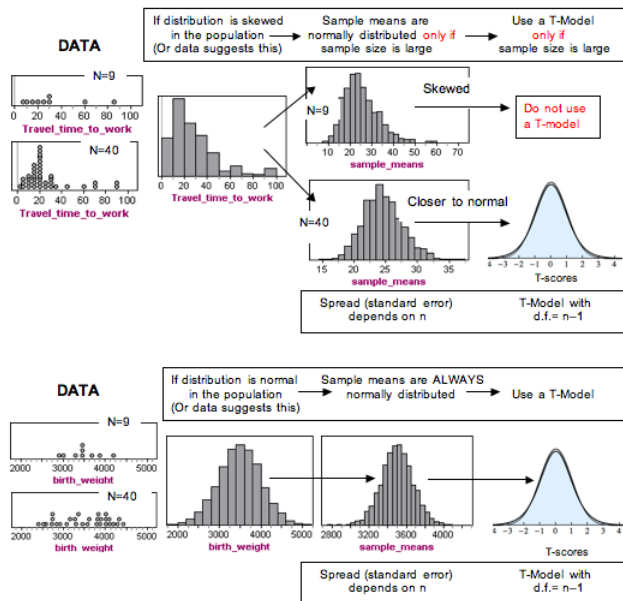 DATA
If distribution is skewed
in the population
(Or data suggests this)
Sample means are
normally distributed only if
sample size is large
Use a T-Model
only if
sample size is large
N=9
0 20 40 60 80 100
Travel_time_to_work
N=40
0 20 40 60 80 100
Travel_time_to_work
0 20 40 60 80 100
Travel_time_to_work
N=9
Skewed
10 20 30 40 50 60 70
sample_means
Do not use
a T-model
N=40
Closer to normal
15 20 25 30 35
sample_means
4 −3 −2 −1 0 1 2 3 4
T-scores
Spread (standard error)
depends on n
T-Model with
d.f.= n–1
DATA
If distribution is normal
in the population
(Or data suggests this)
Sample means are ALWAYS
normally distributed
Use a T-Model
N=9
2000 3000 4000 5000
birth_weight
N=40
2000 3000 4000 5000
birth_weight
2000 3000 4000 5000
birth_weight
2800 3200 3600 4000
sample_means
4 −3 −2 −1 0 1 2 3 4
T-scores
Spread (standard error)
depends on n
T-Model with
d.f.= n–1